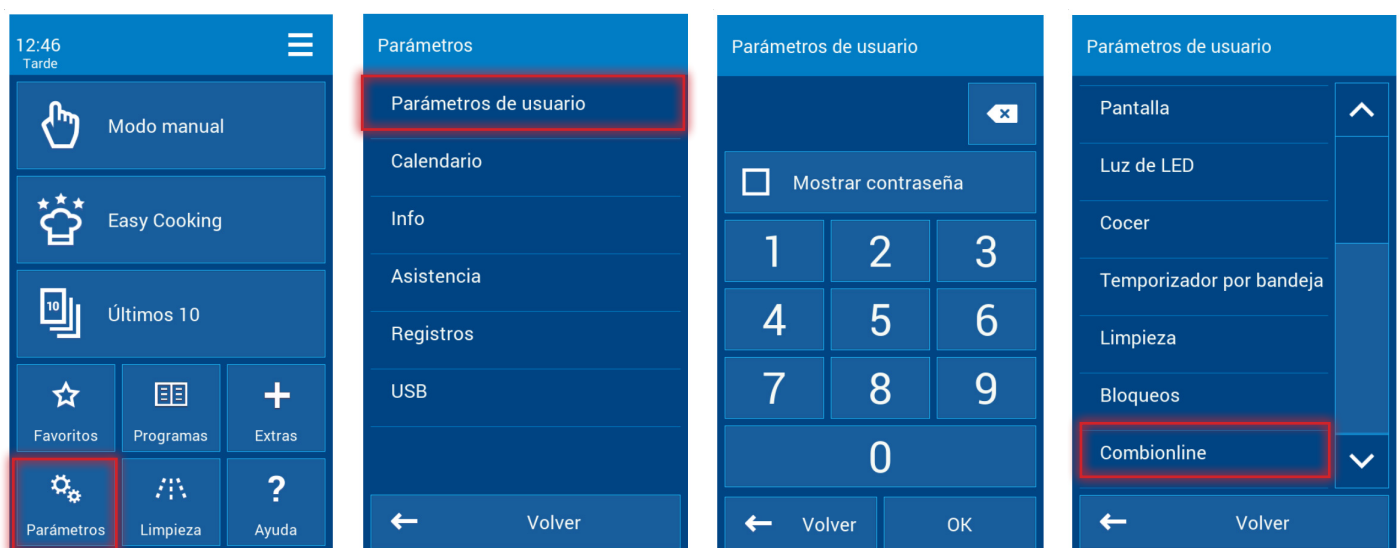 12:46
Tarde
Modo manual
Easy Cooking
10
Últimos 10
Favoritos
Programas
Extras
Parámetros
Limpieza
?
Ayuda
Parámetros
Parámetros de usuario
Calendario
Info
Asistencia
Registros
USB
Volver
Parámetros de usuario
Mostrar contraseña
1 2 3
4 5 6
7 8 9
0
Volver
OK
Parámetros de usuario
Pantalla
Luz de LED
Cocer
Temporizador por bandeja
Limpieza
Bloqueos
Combionline
Volver